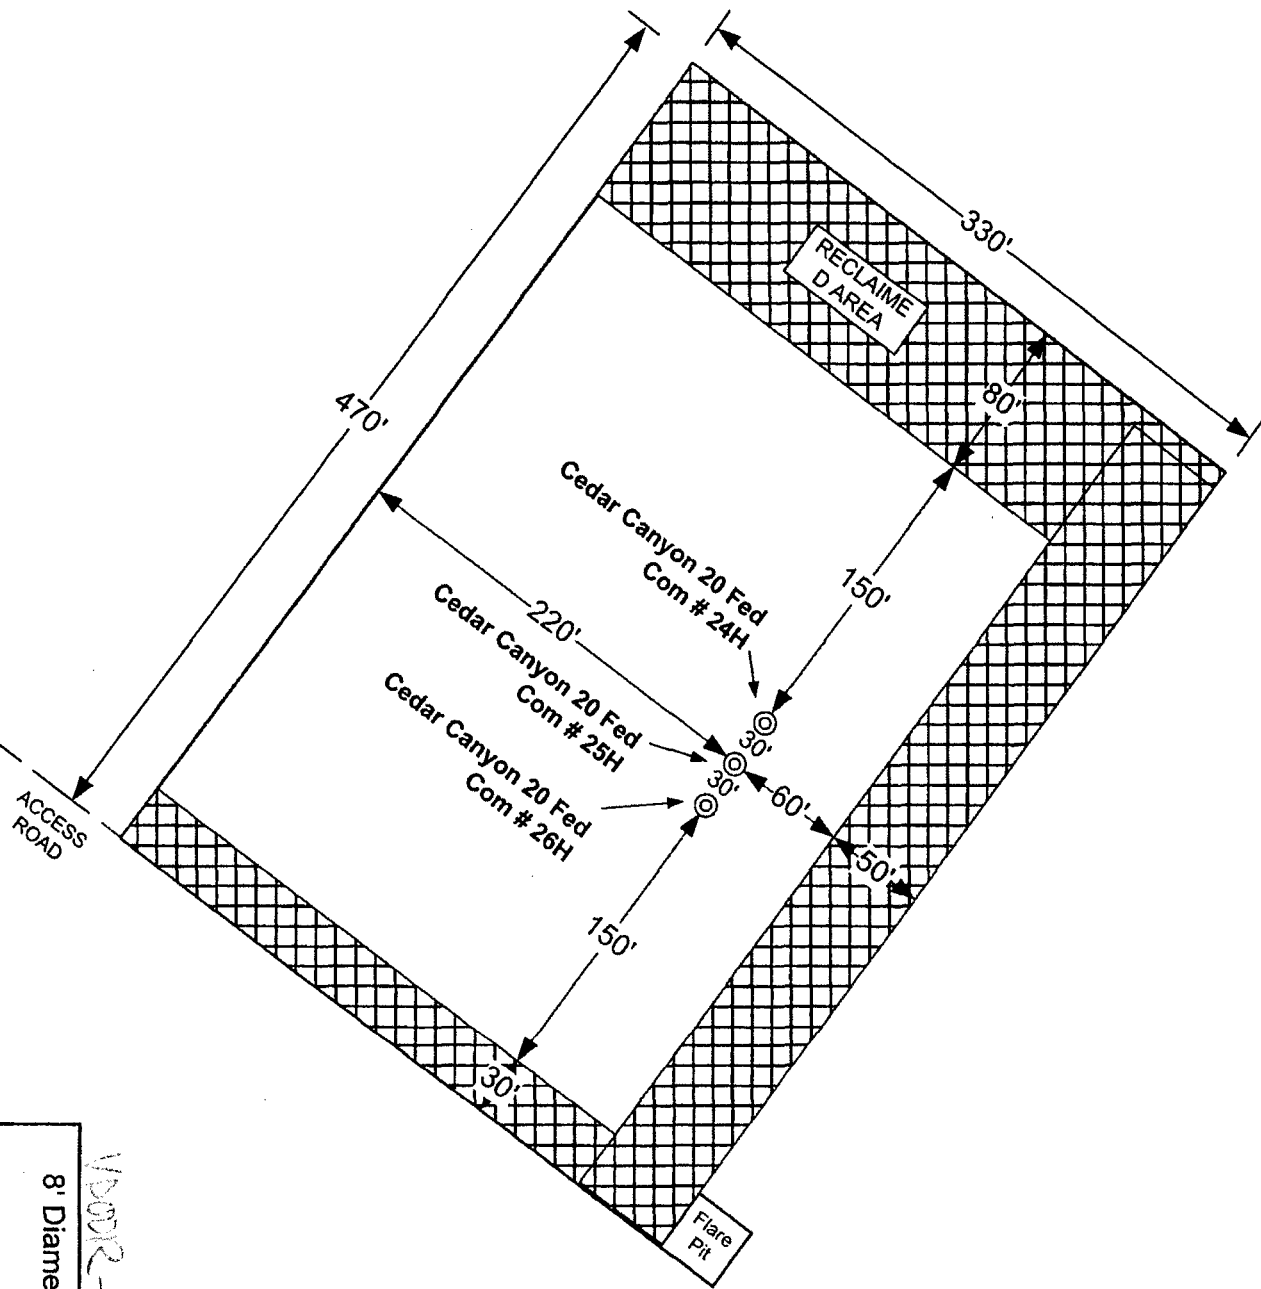 330'
RECLAIME
D AREA
80'
470'
Cedar Canyon 20 Fed
Com # 24H
150'
220'
Cedar Canyon 20 Fed
Com # 25H
30'
Cedar Canyon 20 Fed
Com # 26H
30'
60'
50'
ACCESS
ROAD
150'
30'
Flare
Pit
8' Diame